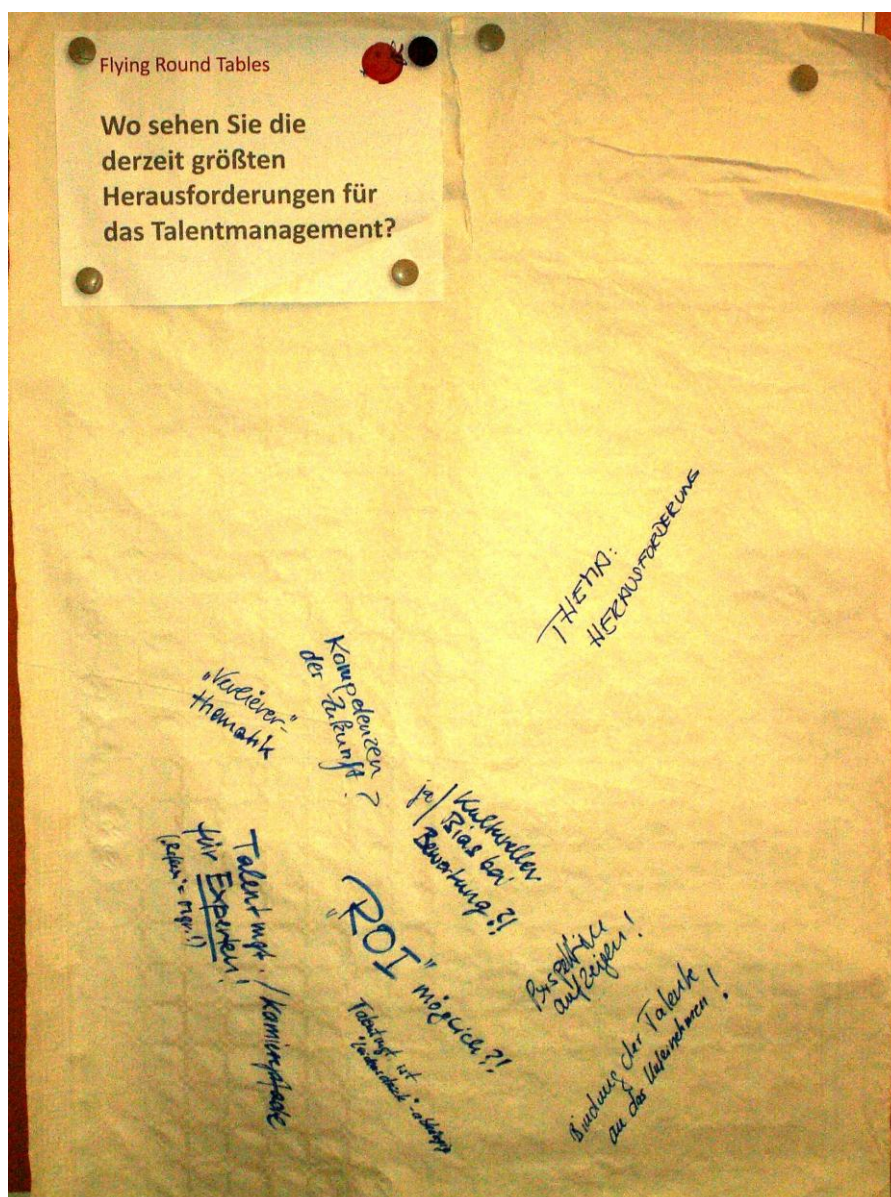 Flying Round Tables
Wo sehen Sie die
derzeit größten
Herausforderungen für
das Talentmanagement?
THEMA:
HERAUSFORDERUNG
Kompetenzen
der Zukunft?
"Verlierer"-
thematik
ja/Kultureller
Bias bei
Bewertung?!
Talentmgt./Karrierepfade
für Experten!
mgr.!)
"ROI" möglich?!
Talentmgt ist
Perspektiven
aufzeigen!
Bindung der Talente
an das Unternehmen!